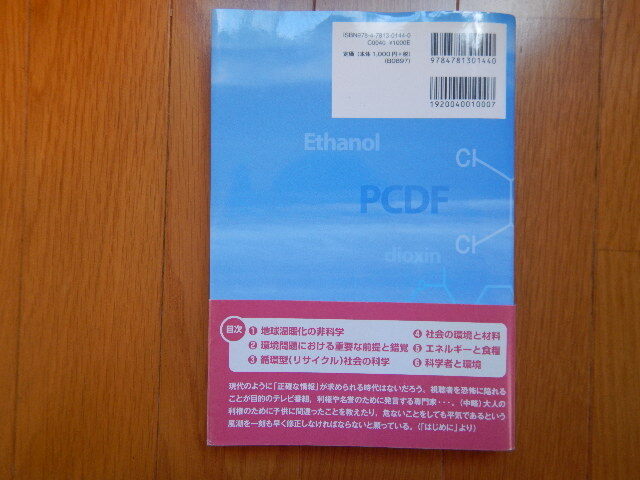 ISBN978-4-7813-0144-0
C0040 ¥1000E
定価（本体1,000円+税）
(B0897)
9784781301440
1920040010007
Ethanol
Cl
PCDF
Cl
dioxin
目次
① 地球温暖化の非科学
② 環境問題における重要な前提と錯覚
③ 循環型(リサイクル)社会の科学
④ 社会の環境と材料
⑤ エネルギーと食糧
⑥ 科学者と環境
現代のように「正確な情報」が求められる時代はないだろう。視聴者を恐怖に陥れる
ことが目的のテレビ番組、利権や名誉のために発言する専門家・・・。（中略）大人の
利権のために子供に間違ったことを教えたり、危ないことをしても平気であるという
風潮を一刻も早く修正しなければならないと願っている。（「はじめに」より）